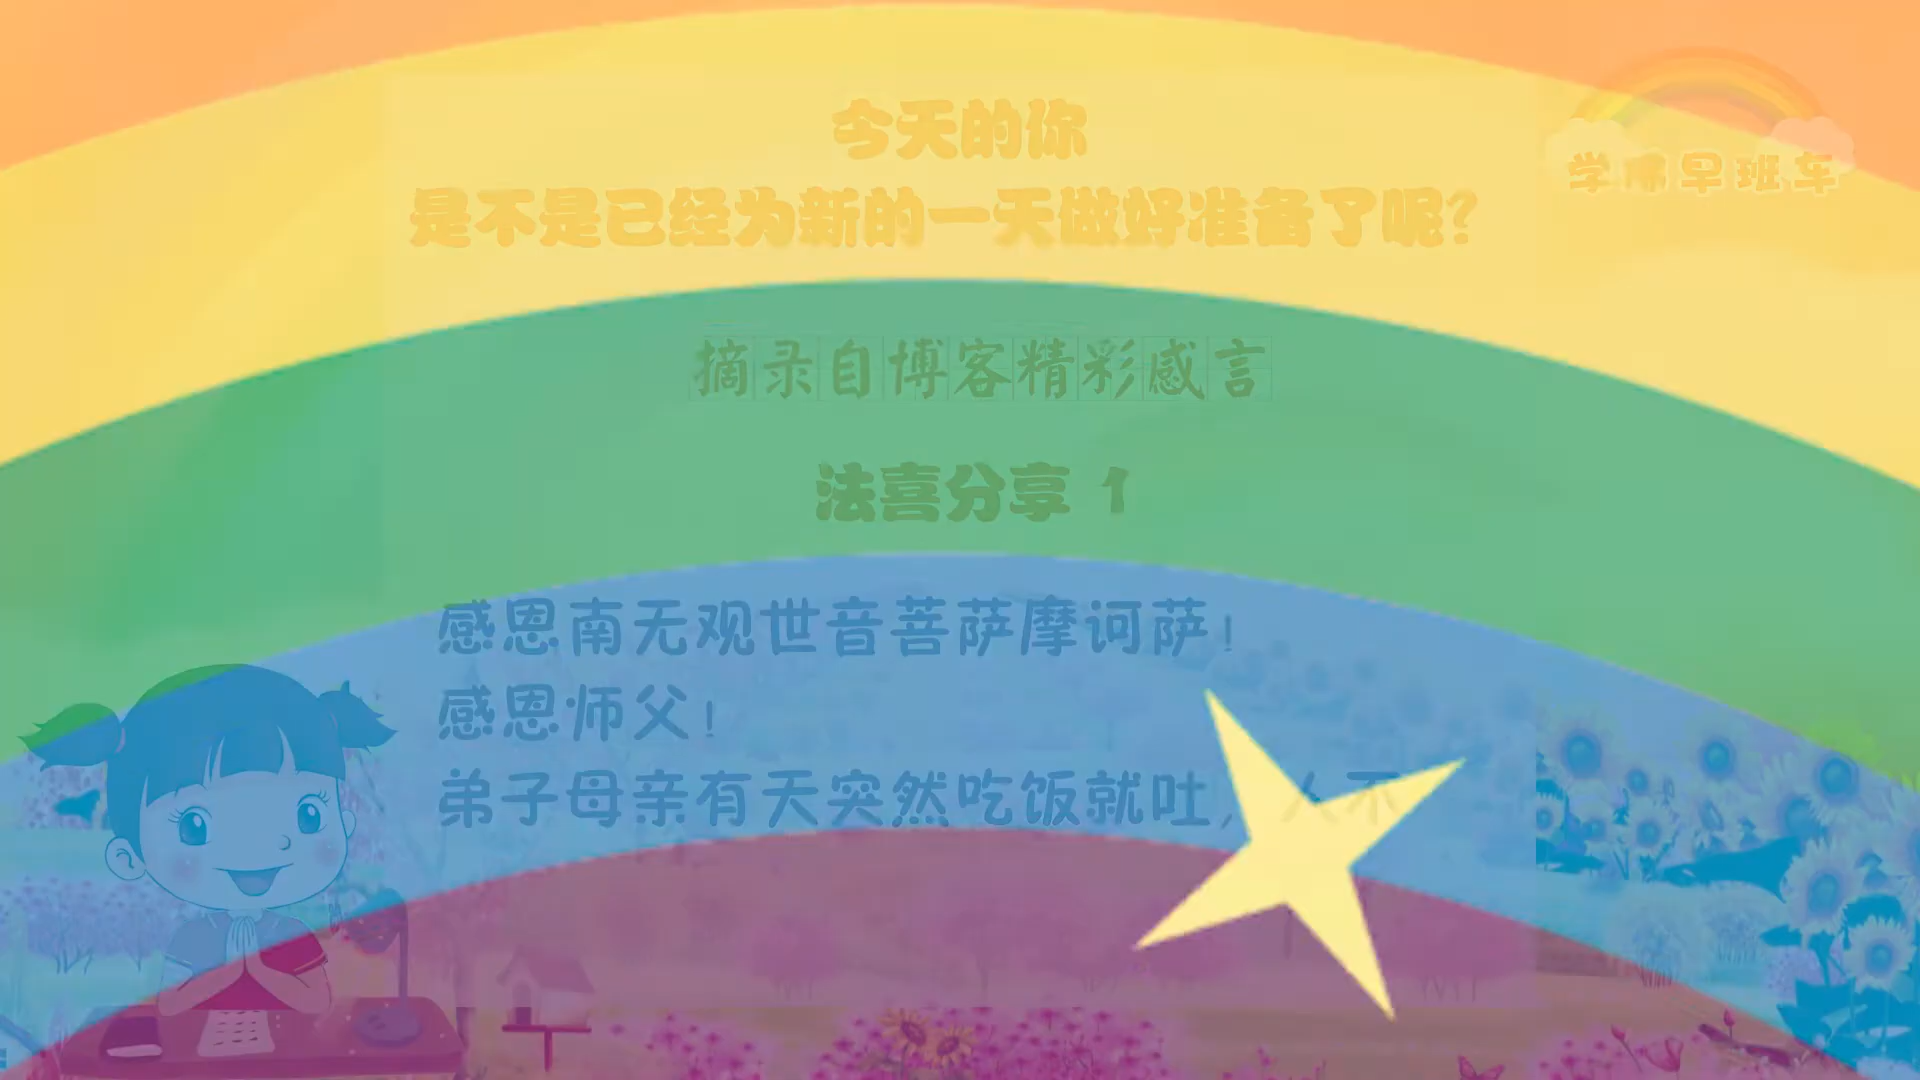 今天的你
是不是已经为新的一天做好准备了呢?
学佛早班车
摘录自博客精彩感言
法喜分享 1
感恩南无观世音菩萨摩诃萨!
感恩师父!
弟子母亲有天突然吃饭就吐,人不